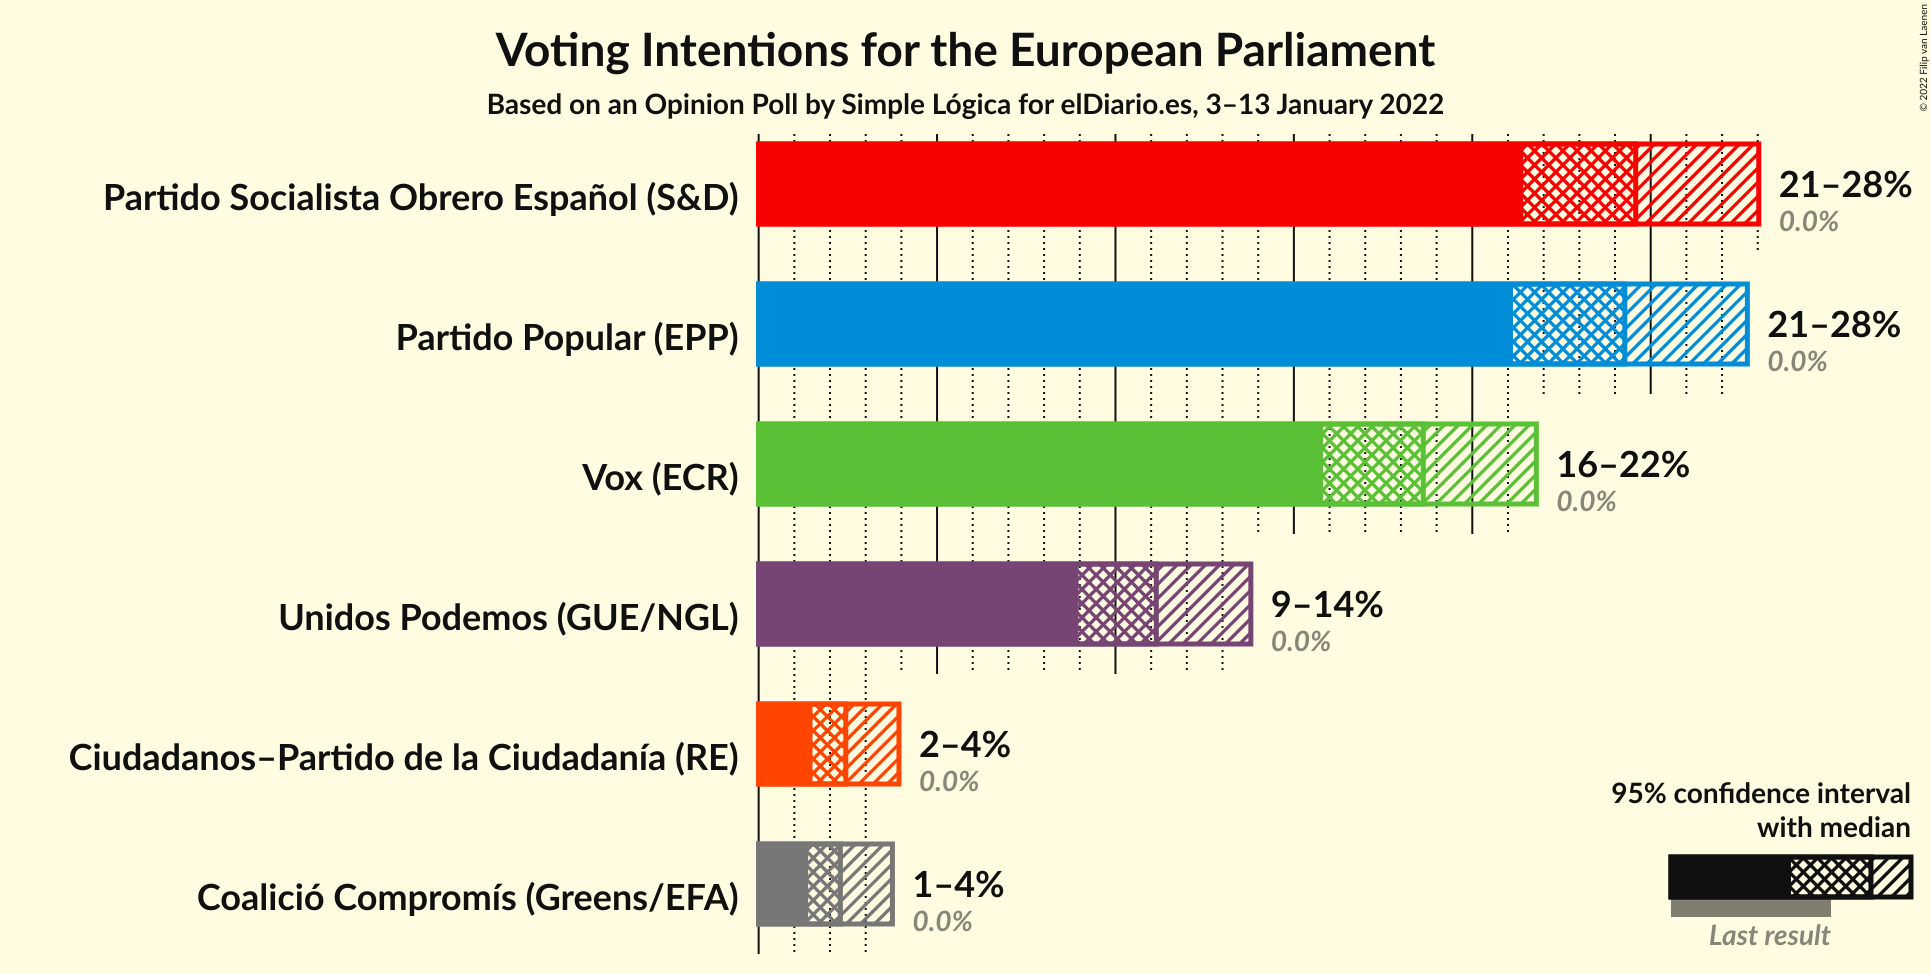 Voting Intentions for the European Parliament
Based on an Opinion Poll by Simple Lógica for elDiario.es, 3–13 January 2022
© 2022 Filip van Laenen
Partido Socialista Obrero Español (S&D)
21–28%
0.0%
Partido Popular (EPP)
21–28%
0.0%
Vox (ECR)
16–22%
0.0%
Unidos Podemos (GUE/NGL)
9–14%
0.0%
Ciudadanos–Partido de la Ciudadanía (RE)
2–4%
0.0%
Coalició Compromís (Greens/EFA)
1–4%
0.0%
95% confidence interval
with median
Last result